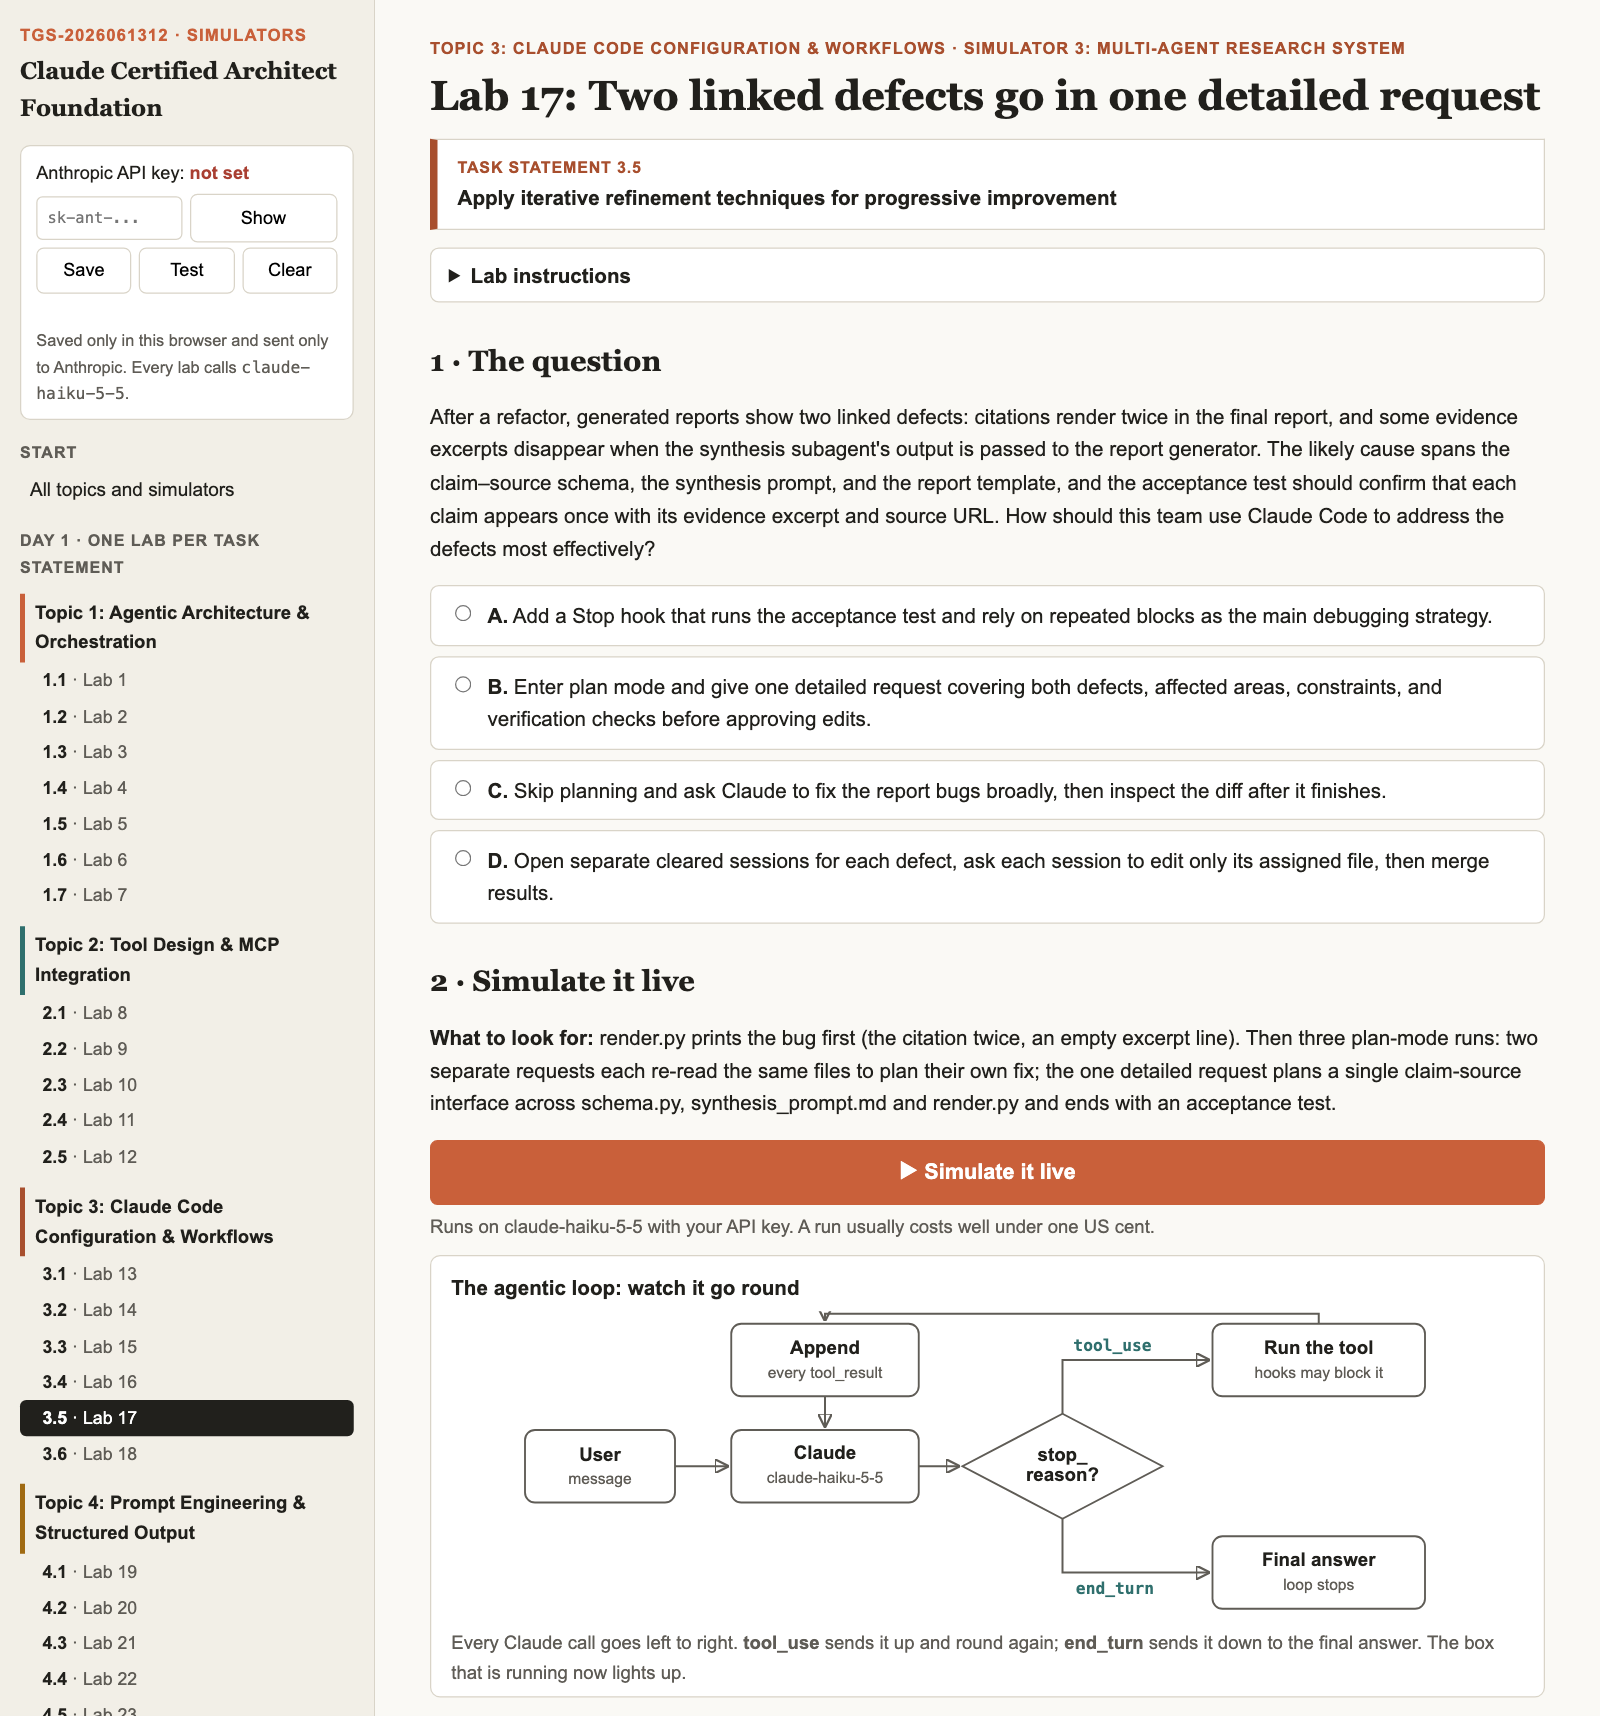 TGS-2026061312 · SIMULATORS
Claude Certified Architect
Foundation
Anthropic API key: not set
sk-ant-...
Show
Save
Test
Clear
Saved only in this browser and sent only
to Anthropic. Every lab calls claude-
haiku-5-5.
START
All topics and simulators
DAY 1 · ONE LAB PER TASK
STATEMENT
Topic 1: Agentic Architecture &
Orchestration
1.1 · Lab 1
1.2 · Lab 2
1.3 · Lab 3
1.4 · Lab 4
1.5 · Lab 5
1.6 · Lab 6
1.7 · Lab 7
Topic 2: Tool Design & MCP
Integration
2.1 · Lab 8
2.2 · Lab 9
2.3 · Lab 10
2.4 · Lab 11
2.5 · Lab 12
Topic 3: Claude Code
Configuration & Workflows
3.1 · Lab 13
3.2 · Lab 14
3.3 · Lab 15
3.4 · Lab 16
3.5 · Lab 17
3.6 · Lab 18
Topic 4: Prompt Engineering &
Structured Output
4.1 · Lab 19
4.2 · Lab 20
4.3 · Lab 21
4.4 · Lab 22
4.5 · Lab 23
TOPIC 3: CLAUDE CODE CONFIGURATION & WORKFLOWS · SIMULATOR 3: MULTI-AGENT RESEARCH SYSTEM
Lab 17: Two linked defects go in one detailed request
TASK STATEMENT 3.5
Apply iterative refinement techniques for progressive improvement
▶ Lab instructions
1 · The question
After a refactor, generated reports show two linked defects: citations render twice in the final report, and some evidence
excerpts disappear when the synthesis subagent's output is passed to the report generator. The likely cause spans the
claim–source schema, the synthesis prompt, and the report template, and the acceptance test should confirm that each
claim appears once with its evidence excerpt and source URL. How should this team use Claude Code to address the
defects most effectively?
A. Add a Stop hook that runs the acceptance test and rely on repeated blocks as the main debugging strategy.
B. Enter plan mode and give one detailed request covering both defects, affected areas, constraints, and
verification checks before approving edits.
C. Skip planning and ask Claude to fix the report bugs broadly, then inspect the diff after it finishes.
D. Open separate cleared sessions for each defect, ask each session to edit only its assigned file, then merge
results.
2 · Simulate it live
What to look for: render.py prints the bug first (the citation twice, an empty excerpt line). Then three plan-mode runs: two
separate requests each re-read the same files to plan their own fix; the one detailed request plans a single claim-source
interface across schema.py, synthesis_prompt.md and render.py and ends with an acceptance test.
▶ Simulate it live
Runs on claude-haiku-5-5 with your API key. A run usually costs well under one US cent.
The agentic loop: watch it go round
Append
every tool_result
tool_use
Run the tool
hooks may block it
User
message
Claude
claude-haiku-5-5
stop_
reason?
end_turn
Final answer
loop stops
Every Claude call goes left to right. tool_use sends it up and round again; end_turn sends it down to the final answer. The box
that is running now lights up.